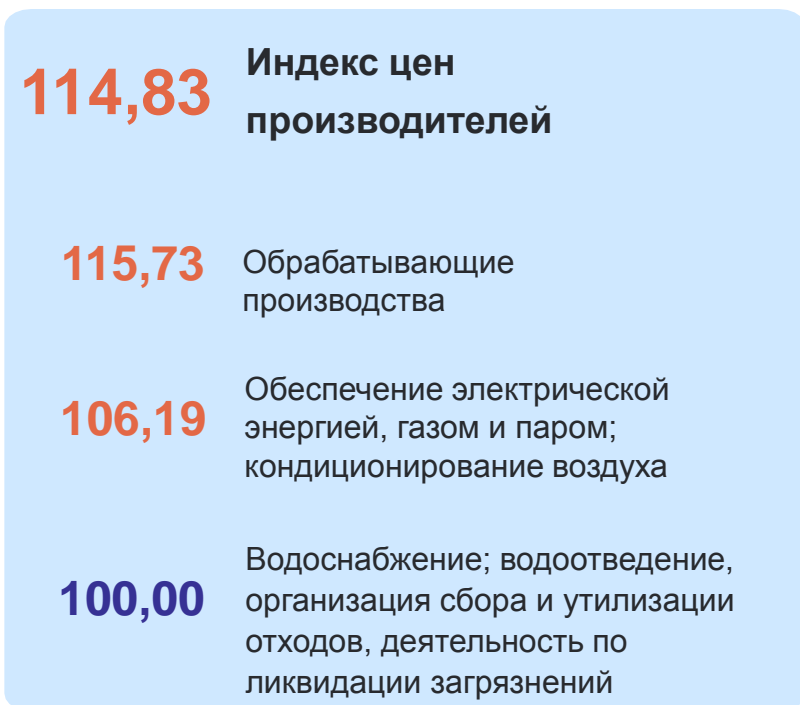 114,83
Индекс цен
производителей
115,73
Обрабатывающие
производства
106,19
Обеспечение электрической
энергией, газом и паром;
кондиционирование воздуха
100,00
Водоснабжение; водоотведение,
организация сбора и утилизации
отходов, деятельность по
ликвидации загрязнений